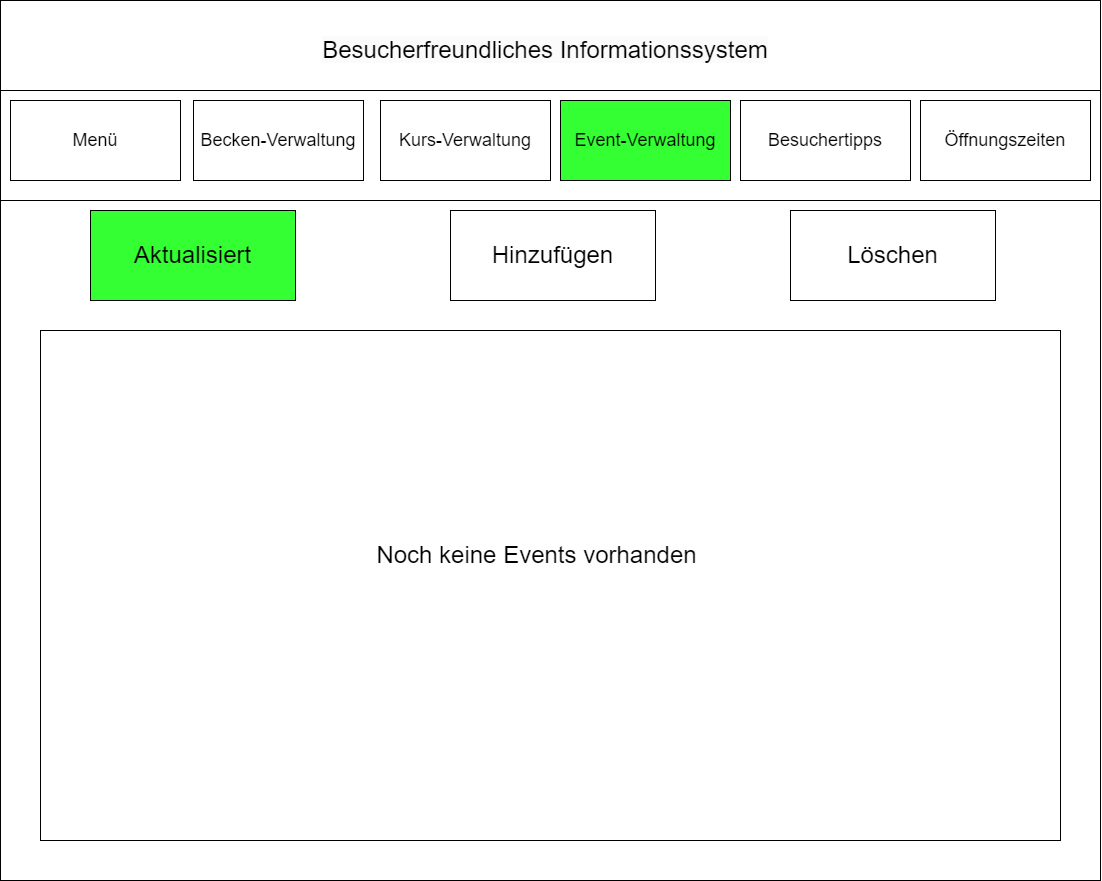 Besucherfreundliches Informationssystem
Menü
Becken-Verwaltung
Kurs-Verwaltung
Event-Verwaltung
Besuchertipps
Öffnungszeiten
Aktualisiert
Hinzufügen
Löschen
Noch keine Events vorhanden